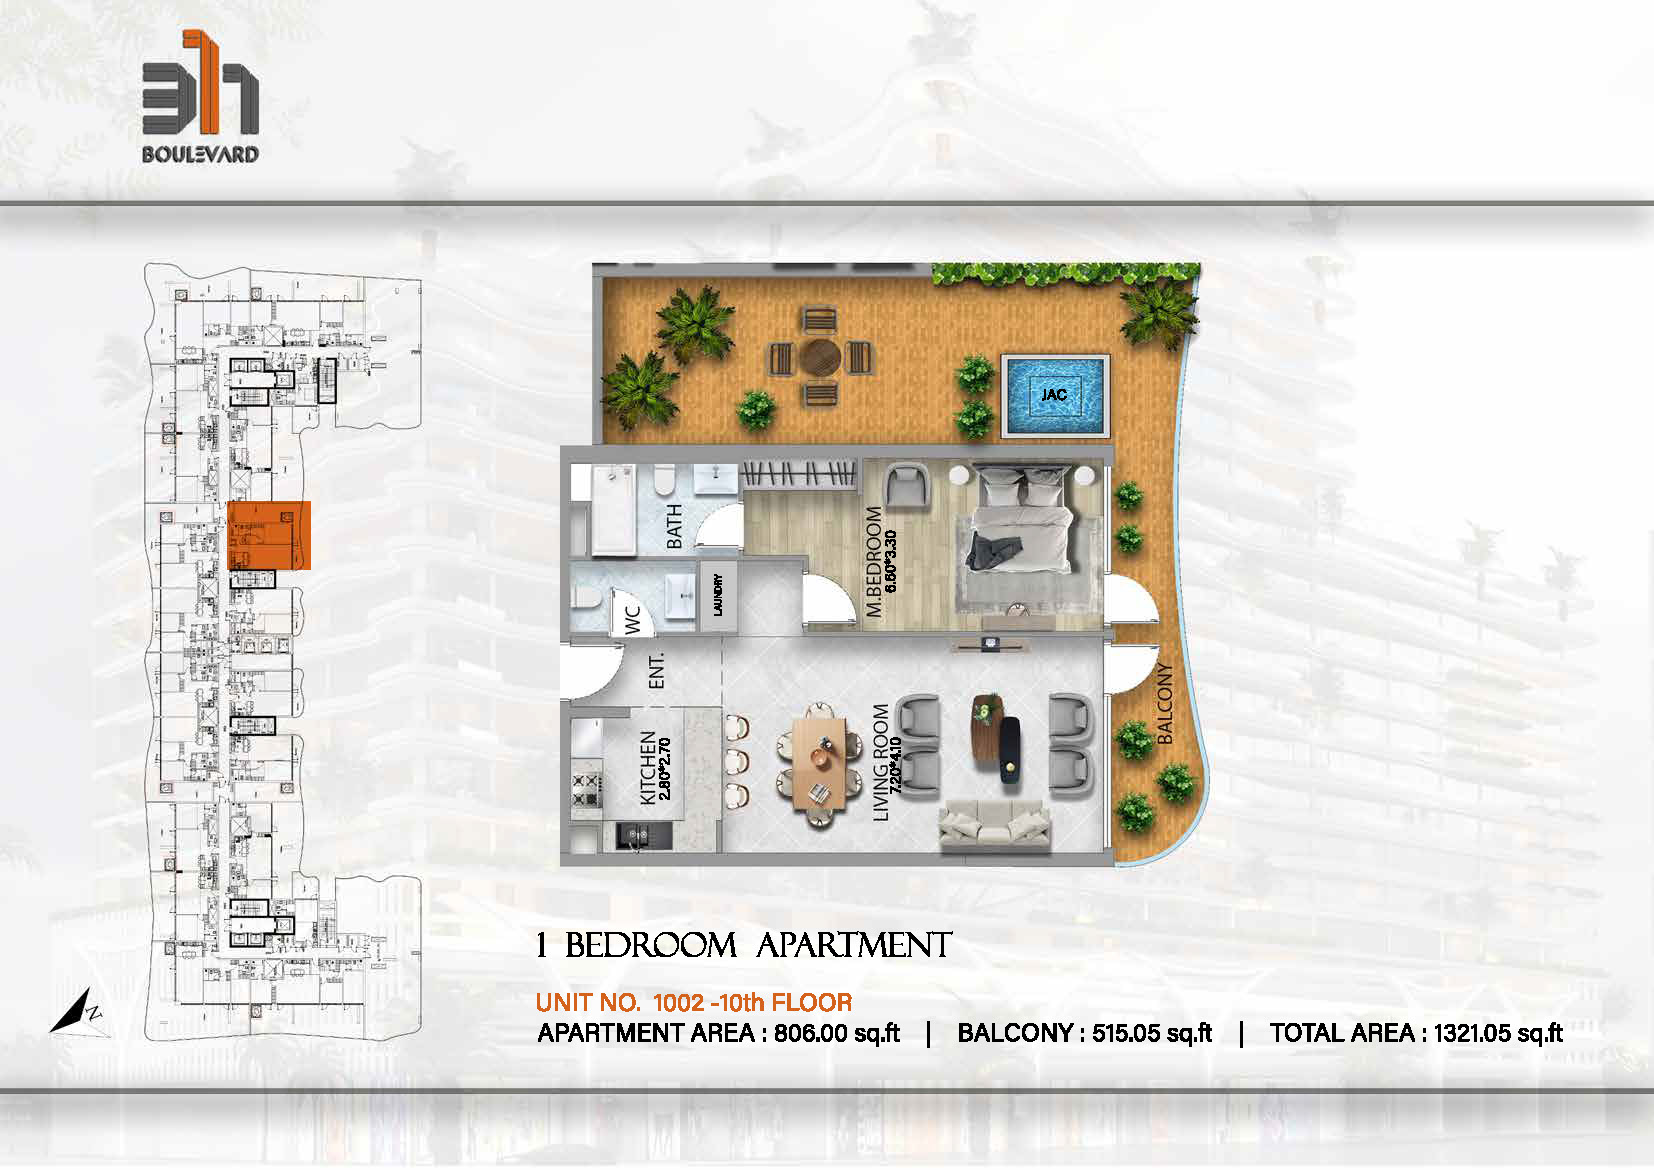 311
BOULEVARD
JAC
BATH
M.BEDROOM
6.60*3.30
LAUNDRY
WC
ENT.
BALCONY
KITCHEN
2.80*2.70
LIVING ROOM
7.20*4.10
1 BEDROOM APARTMENT
UNIT NO. 1002 -10th FLOOR
APARTMENT AREA : 806.00 sq.ft | BALCONY : 515.05 sq.ft | TOTAL AREA : 1321.05 sq.ft
N